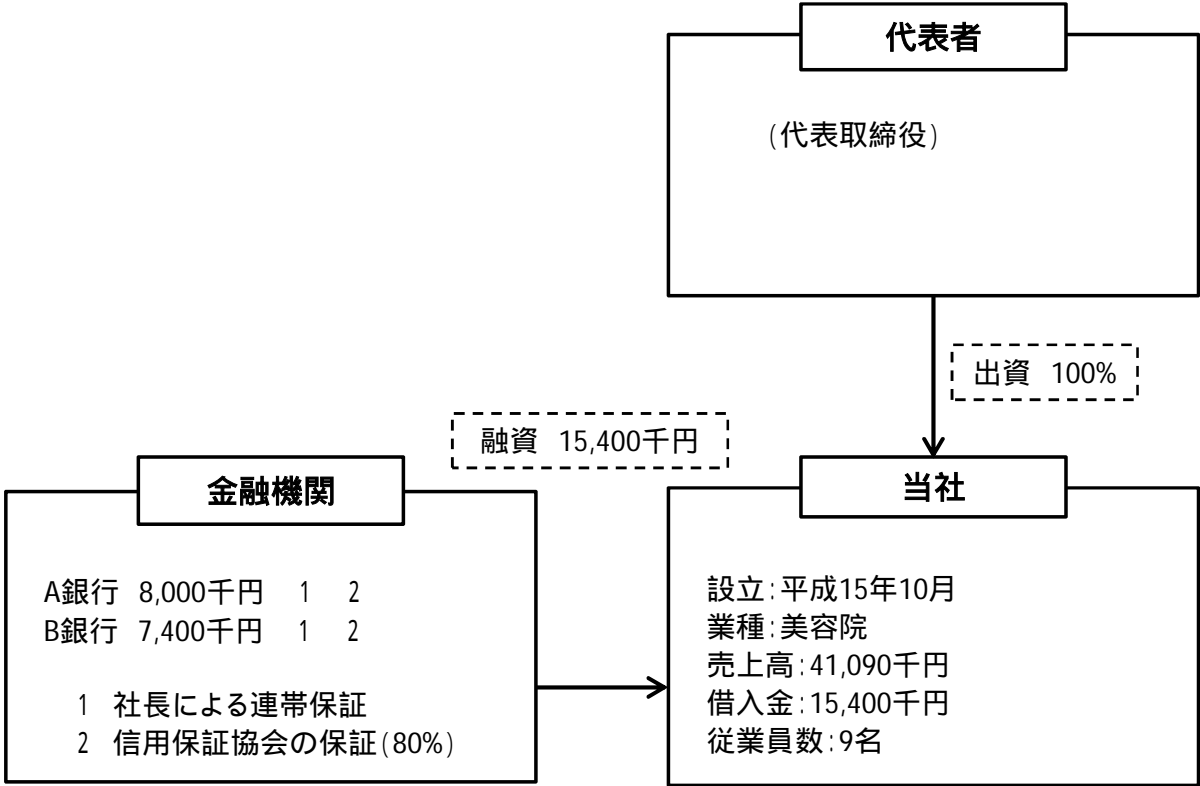 代表者
(代表取締役)
出資 100%
融資 15,400千円
金融機関
A銀行 8,000千円 1 2
B銀行 7,400千円 1 2
1 社長による連帯保証
2 信用保証協会の保証(80%)
当社
設立:平成15年10月
業種:美容院
売上高:41,090千円
借入金:15,400千円
従業員数:9名